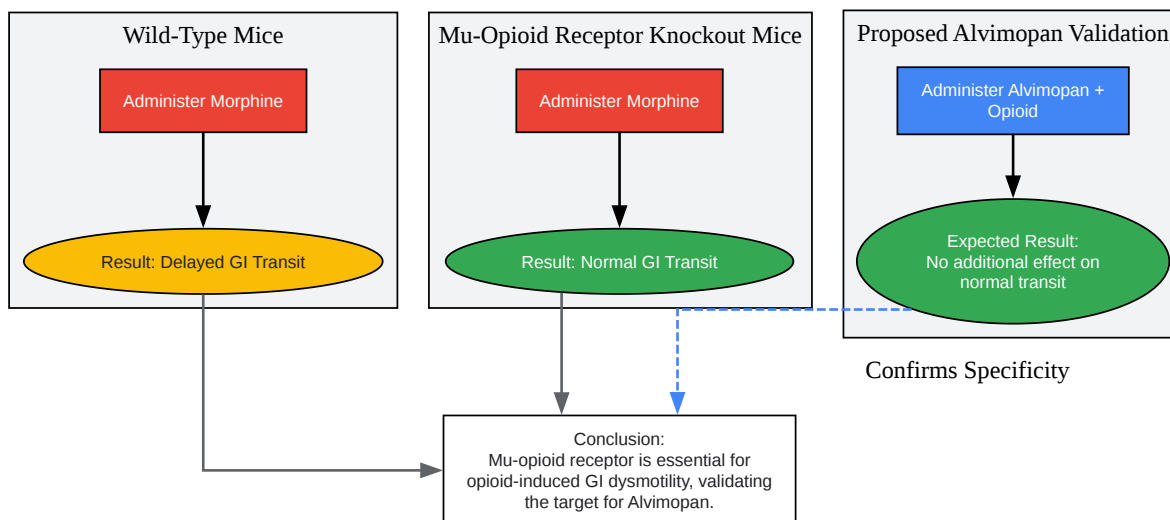 Wild-Type Mice
Administer Morphine
Result: Delayed GI Transit
Mu-Opioid Receptor Knockout Mice
Administer Morphine
Result: Normal GI Transit
Proposed Alvimopan Validation
Administer Alvimopan +
Opioid
Expected Result:
No additional effect on
normal transit
Confirms Specificity
Conclusion:
Mu-opioid receptor is essential for
opioid-induced GI dysmotility, validating
the target for Alvimopan.